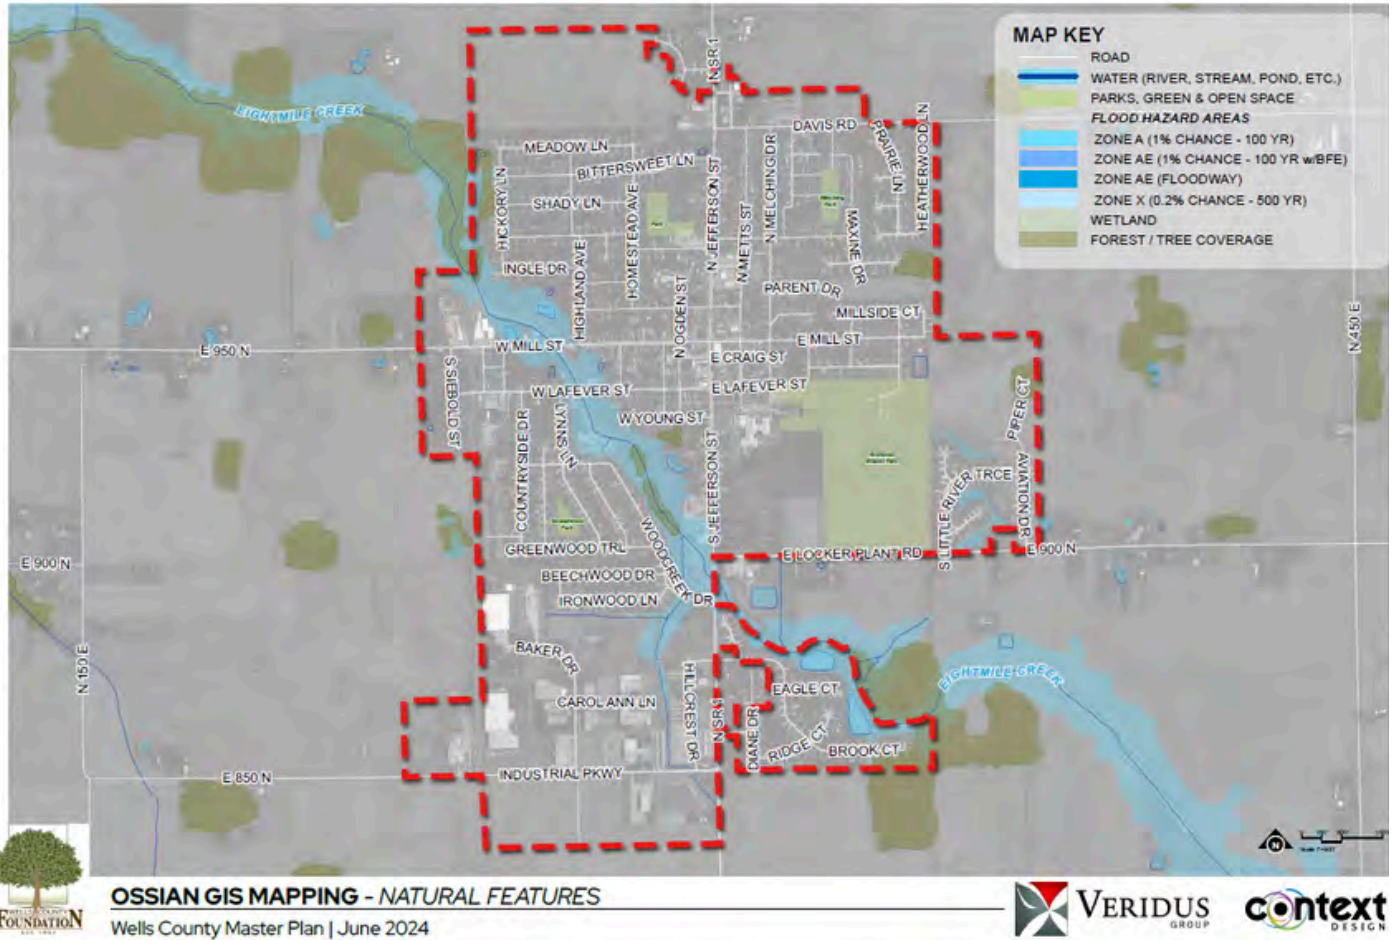 MAP KEY
ROAD
WATER (RIVER, STREAM, POND, ETC.)
PARKS, GREEN & OPEN SPACE
FLOOD HAZARD AREAS
ZONE A (1% CHANCE - 100 YR)
ZONE AE (1% CHANCE - 100 YR w/BFE)
ZONE AE (FLOODWAY)
ZONE X (0.2% CHANCE - 500 YR)
WETLAND
FOREST / TREE COVERAGE
N SR 1
EIGHTMILE CREEK
DAVIS RD
PRAIRIE LN
HEATHERWOOD LN
MEADOW LN
BITTERSWEET LN
HICKORY LN
SHADY LN
HOMESTEAD AVE
N JEFFERSON ST
N METTS ST
N MELCHING DR
MAXINE DR
Park
INGLE DR
HIGHLAND AVE
N OGDEN ST
PARENT DR
MILLSIDE CT
N 450 E
E 950 N
W MILL ST
E MILL ST
E CRAIG ST
S SIEBOLD ST
W LAFEVER ST
E LAFEVER ST
PIPER CT
COUNTRYSIDE DR
LYNNS LN
W YOUNG ST
S JEFFERSON ST
S LITTLE RIVER TRCE
AVIATION DR
Park
WOODCREEK DR
GREENWOOD TRL
E LOCKER PLANT RD
E 900 N
E 900 N
BEECHWOOD DR
IRONWOOD LN
N 150 E
BAKER DR
HILLCREST DR
EAGLE CT
EIGHTMILE CREEK
CAROL ANN LN
N SR 1
DIANE DR
RIDGE CT
BROOK CT
E 850 N
INDUSTRIAL PKWY
N
WELLS COUNTY
FOUNDATION
OSSIAN GIS MAPPING - NATURAL FEATURES
Wells County Master Plan | June 2024
VERIDUS
GROUP
context
DESIGN